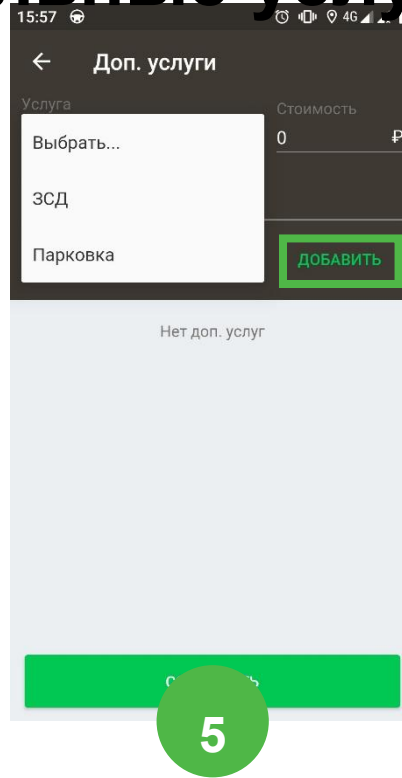 15:57 4G
Доп. услуги
Услуга Стоимость
Выбрать... 0 ₽
ЗСД
Парковка ДОБАВИТЬ
Нет доп. услуг
5